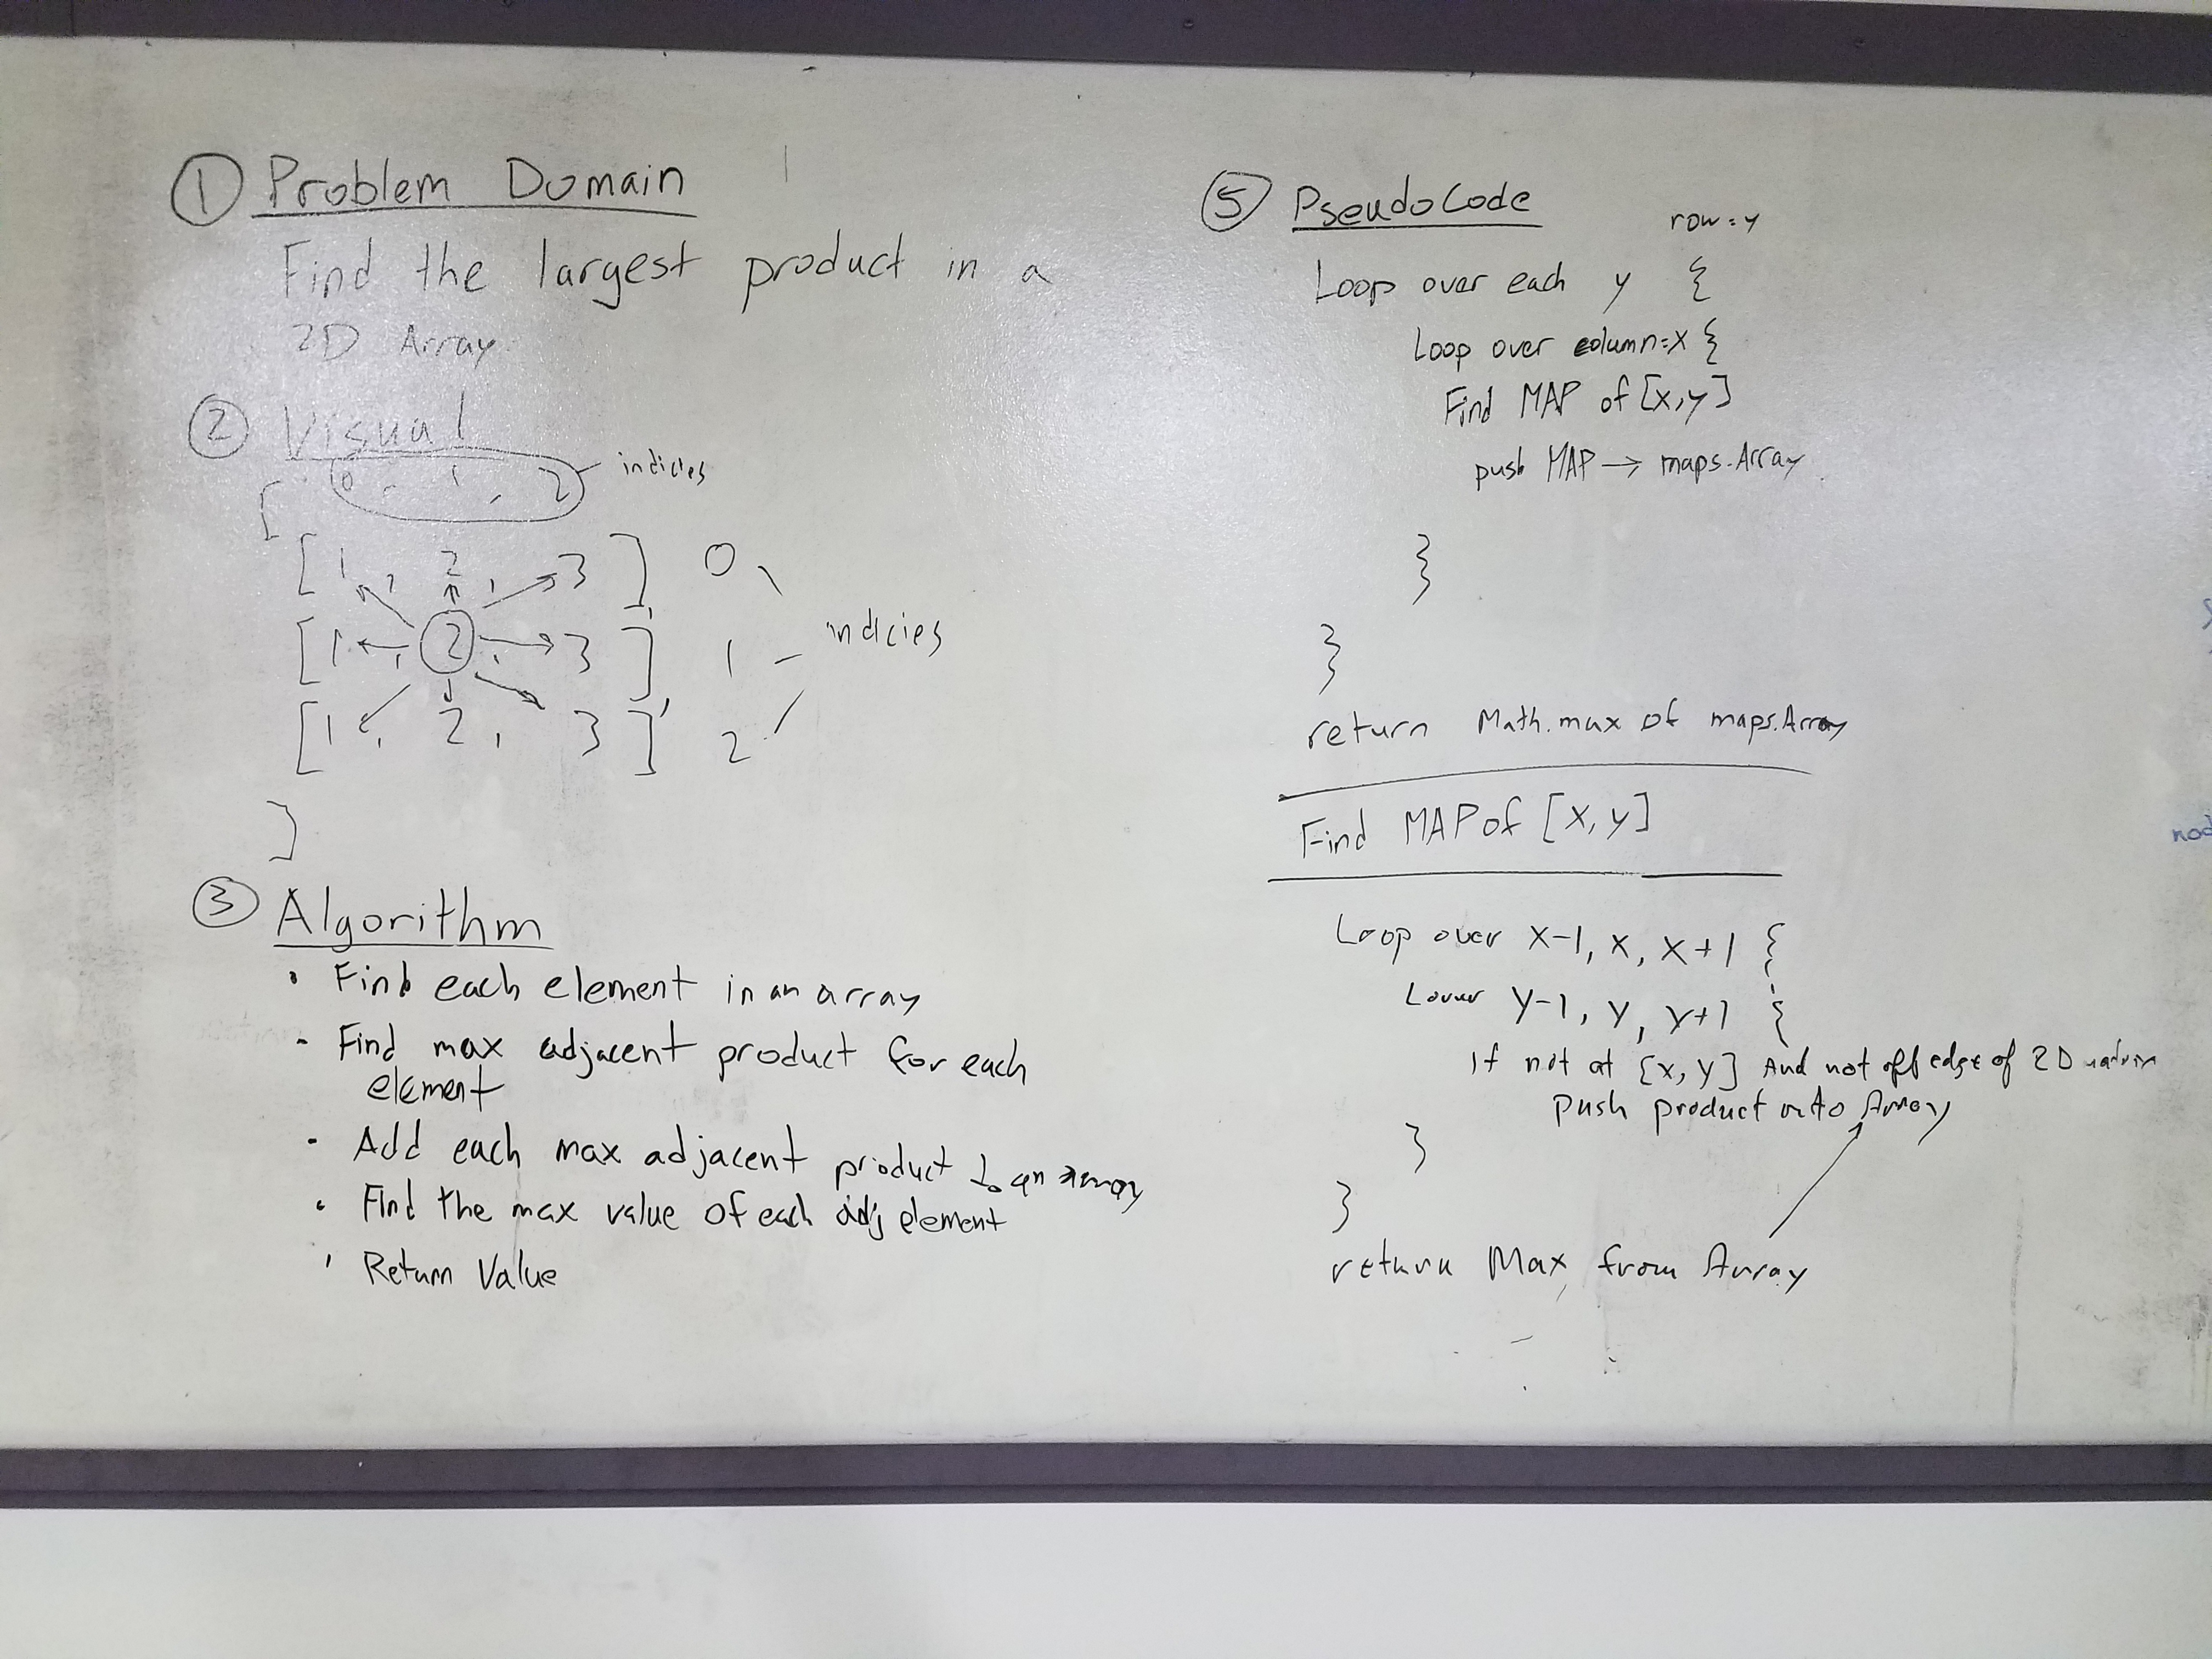 ① Problem Domain
Find the largest product in a
2D Array
② Visual
[ 0 , 1 , 2 indicies
[ 1 , 2 , 3 ] 0
[ 1 , 2 , 3 ], 1 indicies
[ 1 , 2 , 3 ] 2
]
③ Algorithm
• Find each element in an array
• Find max adjacent product for each
element
• Add each max adjacent product to an array
• Find the max value of each adj element
• Return Value
⑤ PseudoCode
row=y
Loop over each y {
Loop over column=x {
Find MAP of [x,y]
push MAP → maps.Array
}
}
return Math.max of maps.Array
Find MAP of [x,y]
Loop over x-1, x, x+1 {
y-1, y, y+1 {
If not at [x,y] And not off edge of 2D
push product onto Array
}
}
return Max from Array
nod